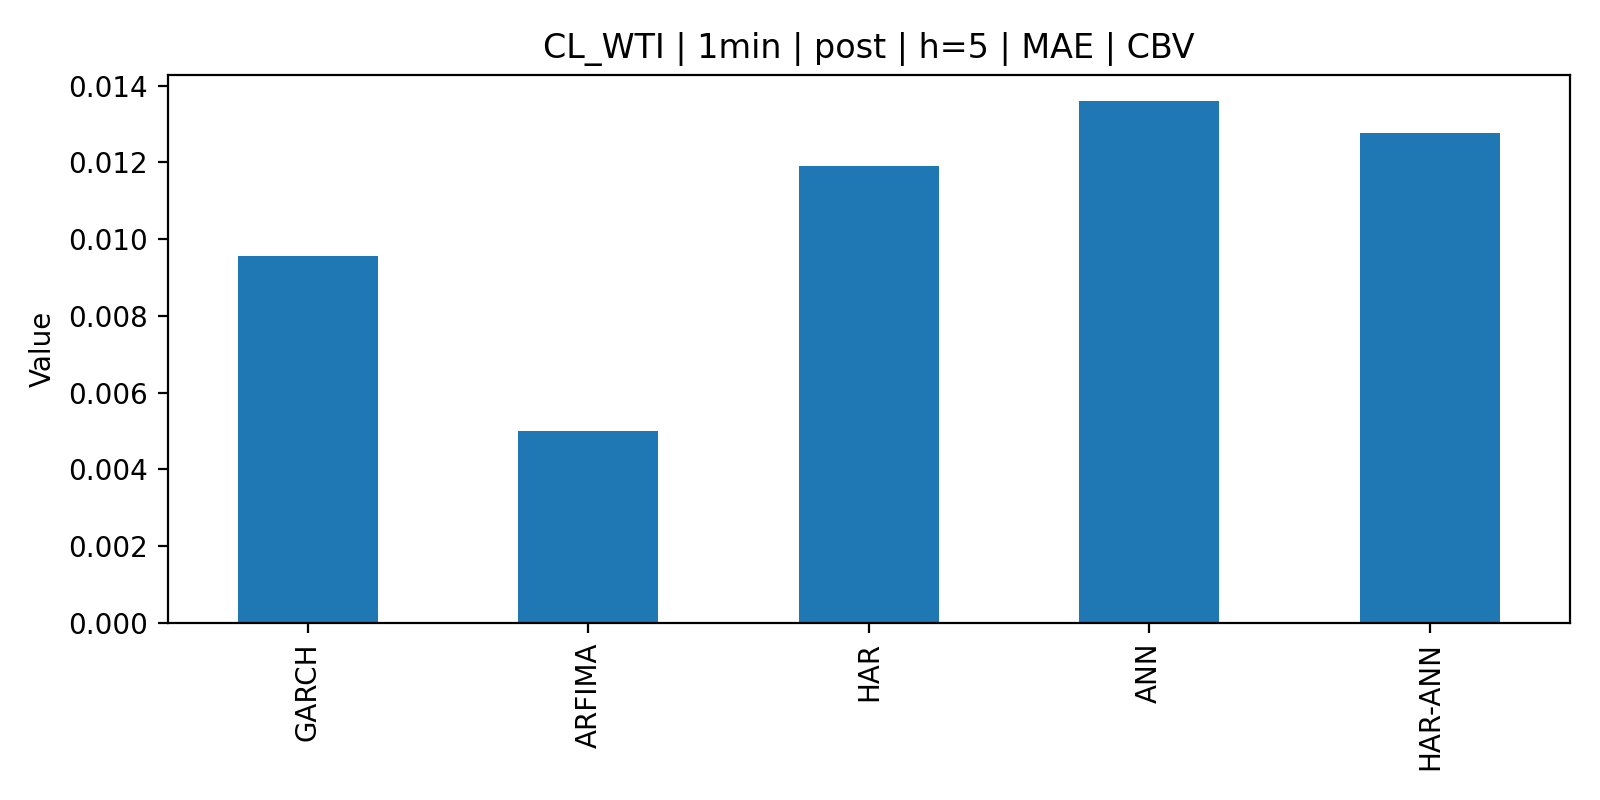 CL_WTI | 1min | post | h=5 | MAE | CBV
Value
0.014
0.012
0.010
0.008
0.006
0.004
0.002
0.000
GARCH
ARFIMA
HAR
ANN
HAR-ANN